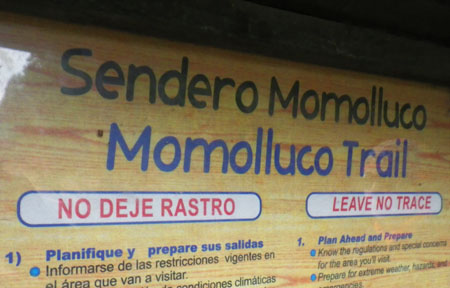 Sendero Momolluco
Momolluco Trail
NO DEJE RASTRO
1) Planifique y prepare sus salidas
Informarse de las restricciones vigentes en
el área que van a visitar.
condiciones climáticas
LEAVE NO TRACE
1. Plan Ahead and Prepare
Know the regulations and special concerns
for the area you'll visit.
Prepare for extreme weather, hazards, and
emergencies